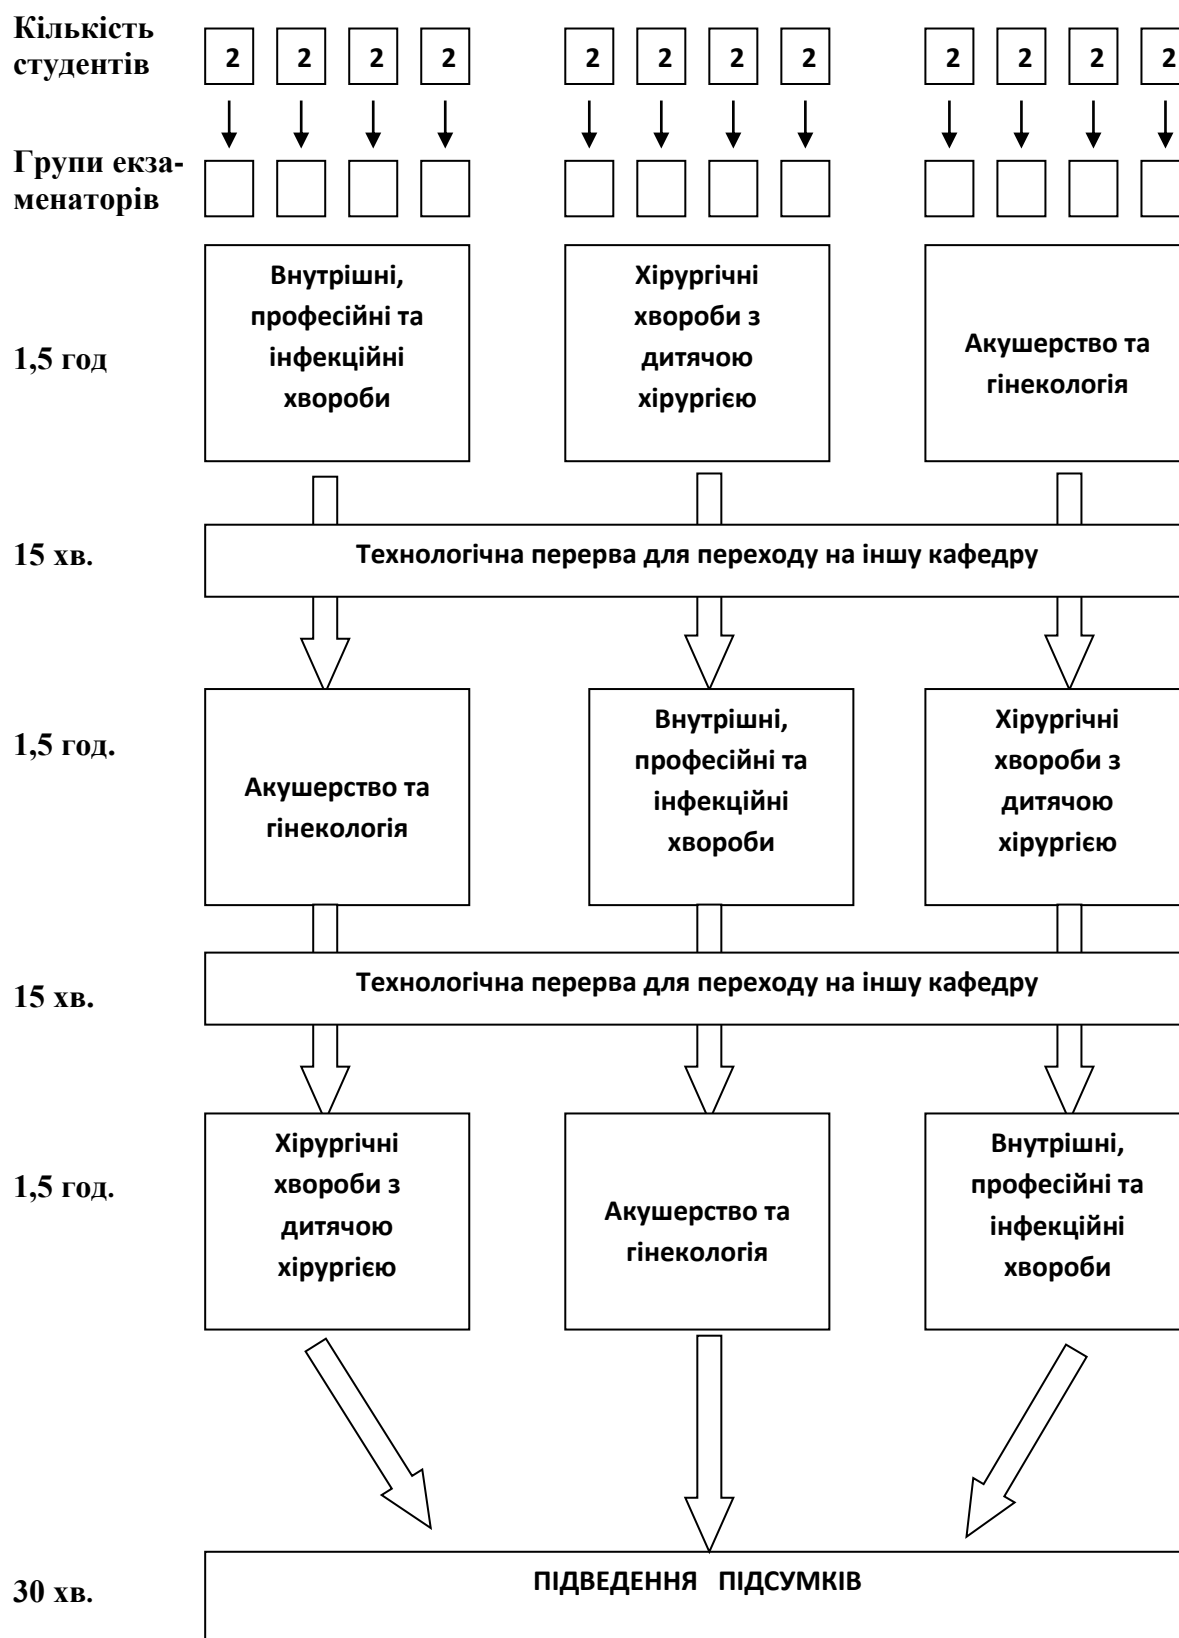 Кількість
студентів
2 2 2 2 2 2 2 2 2 2 2 2
Групи екза-
менаторів
1,5 год
Внутрішні,
професійні та
інфекційні
хвороби
Хірургічні
хвороби з
дитячою
хірургією
Акушерство та
гінекологія
15 хв.
Технологічна перерва для переходу на іншу кафедру
1,5 год.
Акушерство та
гінекологія
Внутрішні,
професійні та
інфекційні
хвороби
Хірургічні
хвороби з
дитячою
хірургією
15 хв.
Технологічна перерва для переходу на іншу кафедру
1,5 год.
Хірургічні
хвороби з
дитячою
хірургією
Акушерство та
гінекологія
Внутрішні,
професійні та
інфекційні
хвороби
30 хв.
ПІДВЕДЕННЯ ПІДСУМКІВ